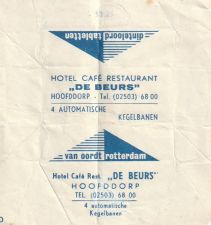 dinteloord tabletten
HOTEL CAFÉ RESTAURANT
„DE BEURS"
HOOFDDORP - Tel. (02503) 68 00
4 AUTOMATISCHE
KEGELBANEN
van oordt rotterdam
Hotel Café Rest. „DE BEURS"
HOOFDDORP
TEL. (02503) 68 00
4 automatische
Kegelbanen